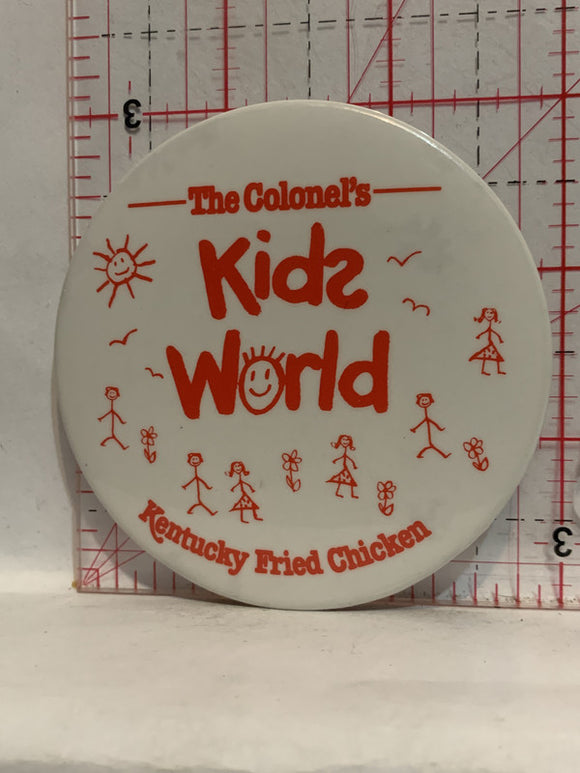 3
The Colonel's
Kids
World
Kentucky Fried Chicken
3